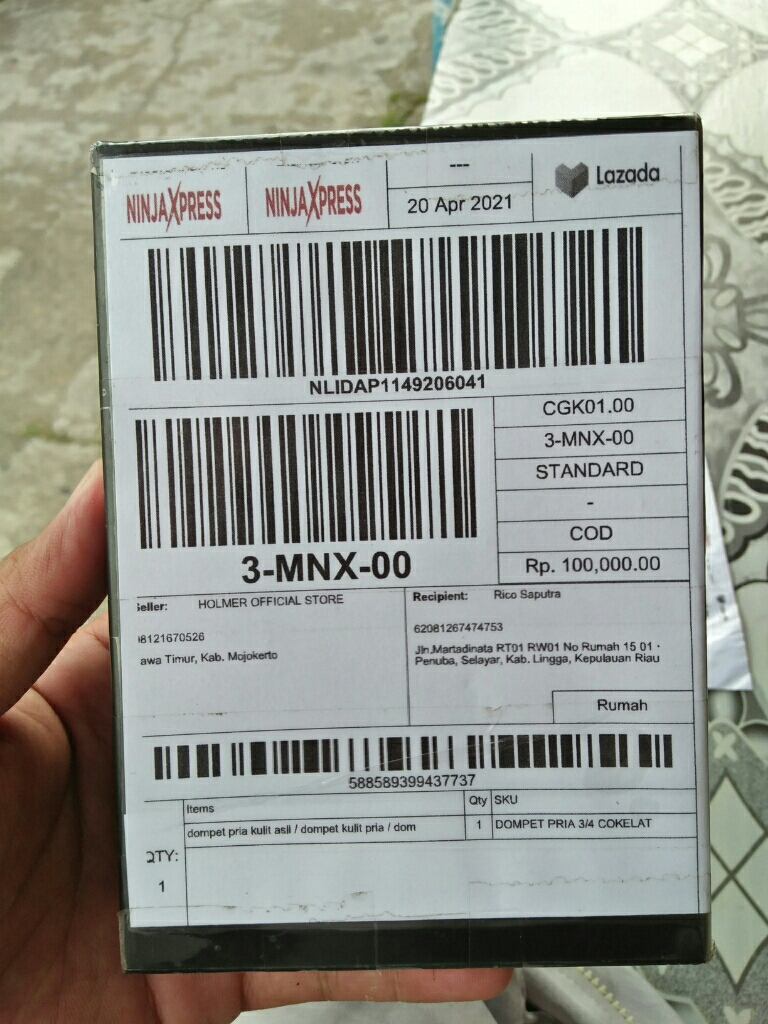 NINJAXPRESS
NINJAXPRESS
---
20 Apr 2021
Lazada
NLIDAP1149206041
3-MNX-00
CGK01.00
3-MNX-00
STANDARD
-
COD
Rp. 100,000.00
eller: HOLMER OFFICIAL STORE
8121670526
awa Timur, Kab. Mojokerto
Recipient: Rico Saputra
62081267474753
Jln.Martadinata RT01 RW01 No Rumah 15 01 -
Penuba, Selayar, Kab. Lingga, Kepulauan Riau
Rumah
588589399437737
Items Qty SKU
dompet pria kulit asli / dompet kulit pria / dom 1 DOMPET PRIA 3/4 COKELAT
QTY:
1